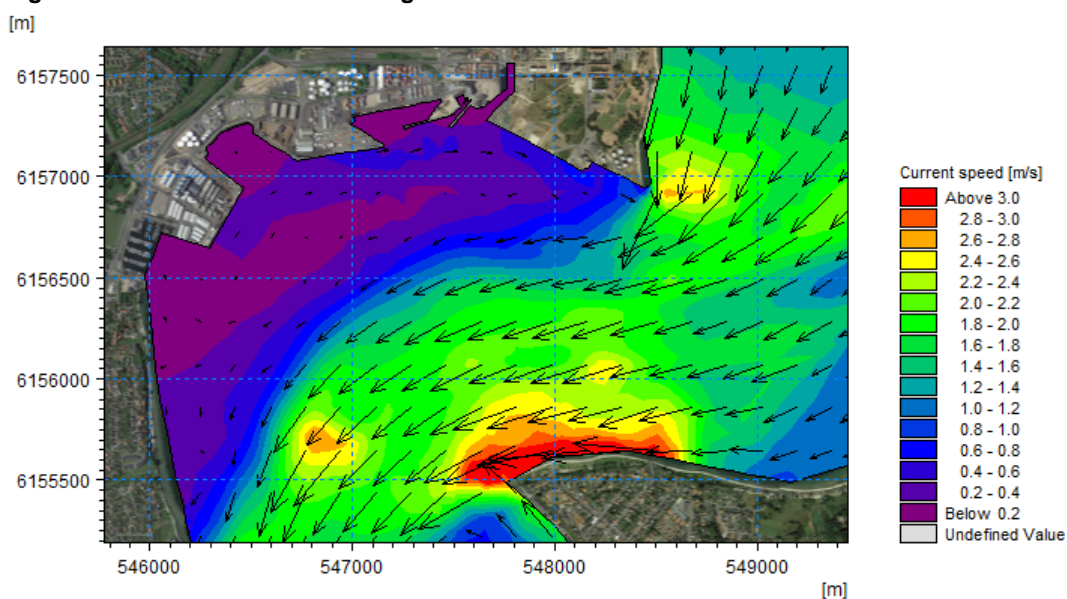 [m]
6157500
6157000
6156500
6156000
6155500
546000 547000 548000 549000
[m]
Current speed [m/s]
Above 3.0
2.8 - 3.0
2.6 - 2.8
2.4 - 2.6
2.2 - 2.4
2.0 - 2.2
1.8 - 2.0
1.6 - 1.8
1.4 - 1.6
1.2 - 1.4
1.0 - 1.2
0.8 - 1.0
0.6 - 0.8
0.4 - 0.6
0.2 - 0.4
Below 0.2
Undefined Value